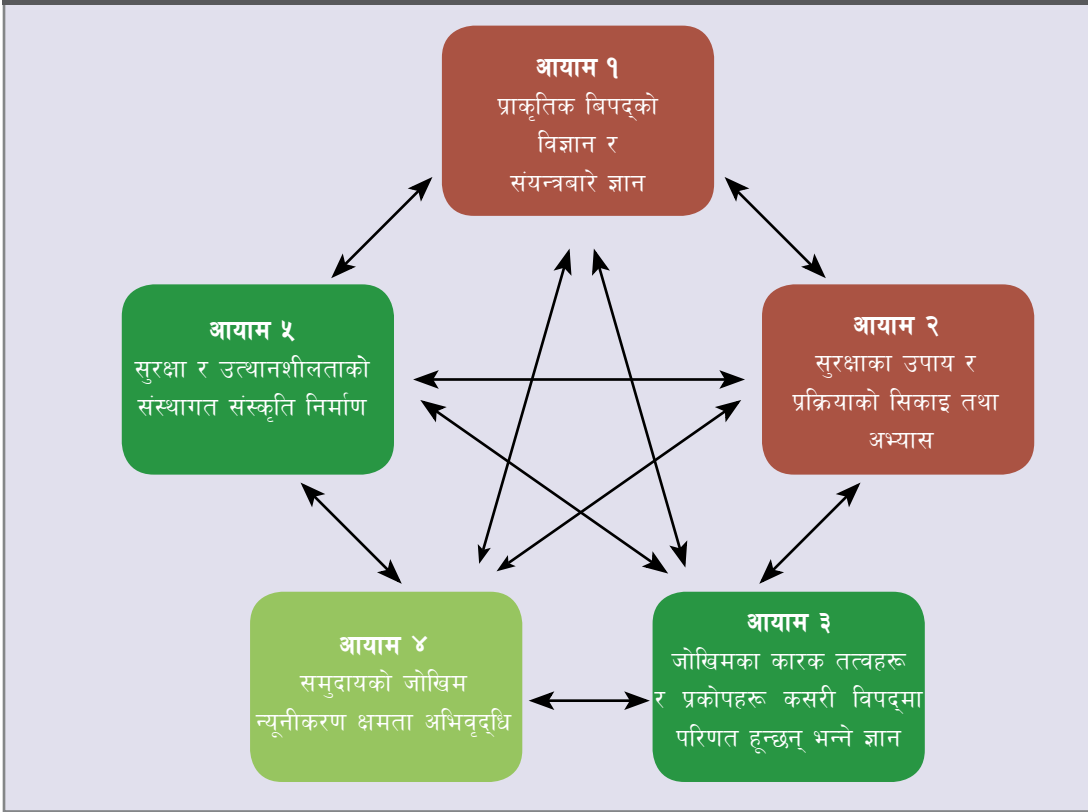 आयाम १
प्राकृतिक बिपद्को
विज्ञान र
संयन्त्रबारे ज्ञान
आयाम ५
सुरक्षा र उत्थानशीलताको
संस्थागत संस्कृति निर्माण
आयाम २
सुरक्षाका उपाय र
प्रक्रियाको सिकाइ तथा
अभ्यास
आयाम ४
समुदायको जोखिम
न्यूनीकरण क्षमता अभिवृद्धि
आयाम ३
जोखिमका कारक तत्वहरू
र प्रकोपहरू कसरी विपद्मा
परिणत हून्छन् भन्ने ज्ञान